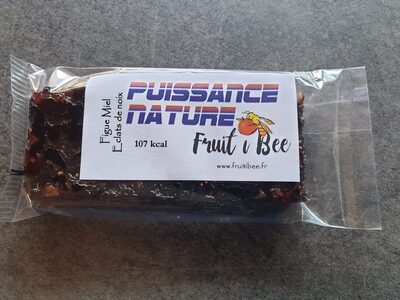 Figue Miel
Eclats de noix
PUISSANCE
NATURE
107 kcal
Fruit i Bee
www.fruitibee.fr